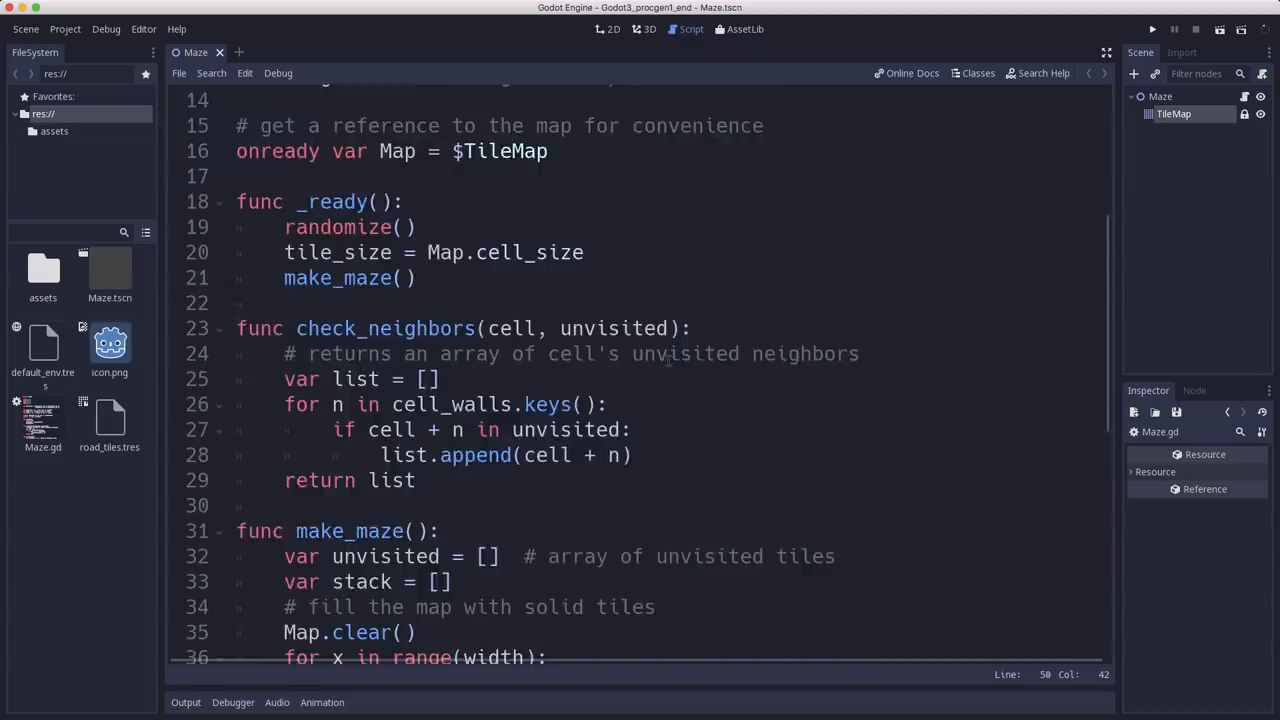 Godot Engine - Godot3_procgen1_end - Maze.tscn
Scene Project Debug Editor Help
2D 3D Script AssetLib
FileSystem
res://
Favorites:
res://
assets
assets
Maze.tscn
default_env.tres
icon.png
Maze.gd
road_tiles.tres
Maze
File Search Edit Debug
Online Docs Classes Search Help
14
15 # get a reference to the map for convenience
16 onready var Map = $TileMap
17
18 func _ready():
19 randomize()
20 tile_size = Map.cell_size
21 make_maze()
22
23 func check_neighbors(cell, unvisited):
24 # returns an array of cell's unvisited neighbors
25 var list = []
26 for n in cell_walls.keys():
27 if cell + n in unvisited:
28 list.append(cell + n)
29 return list
30
31 func make_maze():
32 var unvisited = [] # array of unvisited tiles
33 var stack = []
34 # fill the map with solid tiles
35 Map.clear()
36 for x in range(width):
Line: 50 Col: 42
Output Debugger Audio Animation
Scene Import
Filter nodes
Maze
TileMap
Inspector Node
Maze.gd
Resource
Resource
Reference